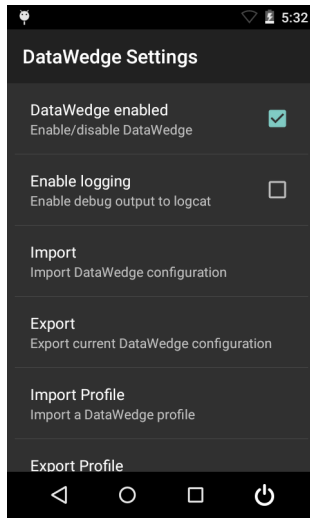 5:32
DataWedge Settings
DataWedge enabled
Enable/disable DataWedge
Enable logging
Enable debug output to logcat
Import
Import DataWedge configuration
Export
Export current DataWedge configuration
Import Profile
Import a DataWedge profile
Export Profile